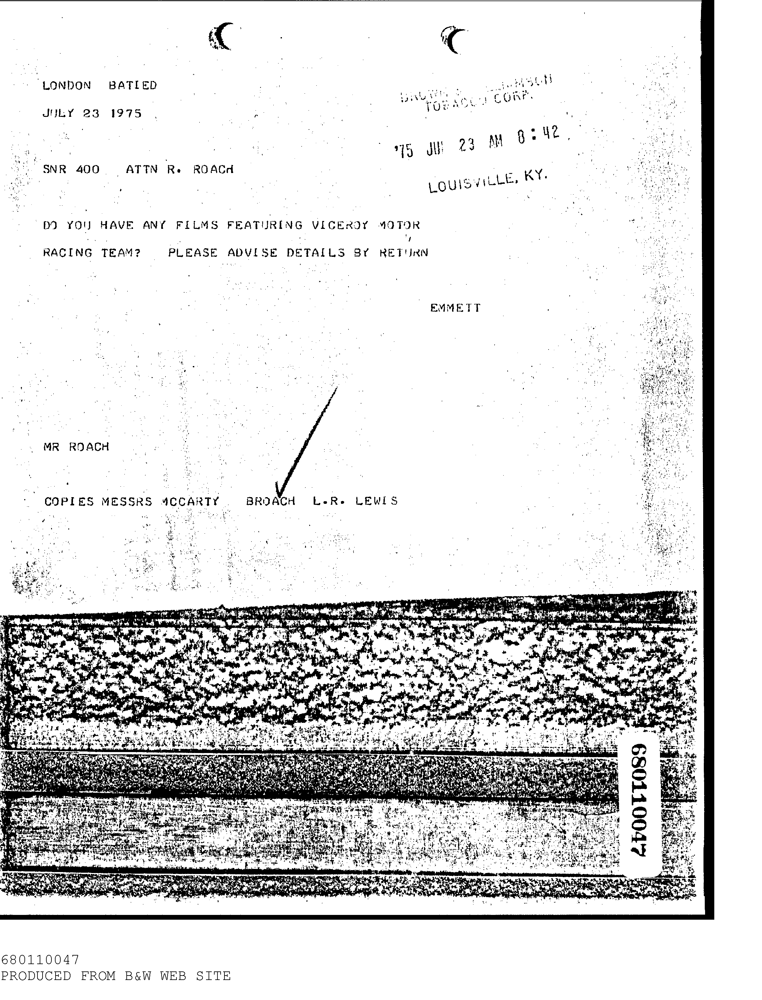 LONDON BATIED
JULY 23 1975
TOBACCO CORP.
'75 JUL 23 AM 8:42
LOUISVILLE, KY.
SNR 400 ATTN R. ROACH
DO YOU HAVE ANY FILMS FEATURING VICEROY MOTOR
RACING TEAM? PLEASE ADVISE DETAILS BY RETURN
EMMETT
MR ROACH
COPIES MESSRS MCCARTY BROACH L.R. LEWIS
680110047
680110047
PRODUCED FROM B&W WEB SITE